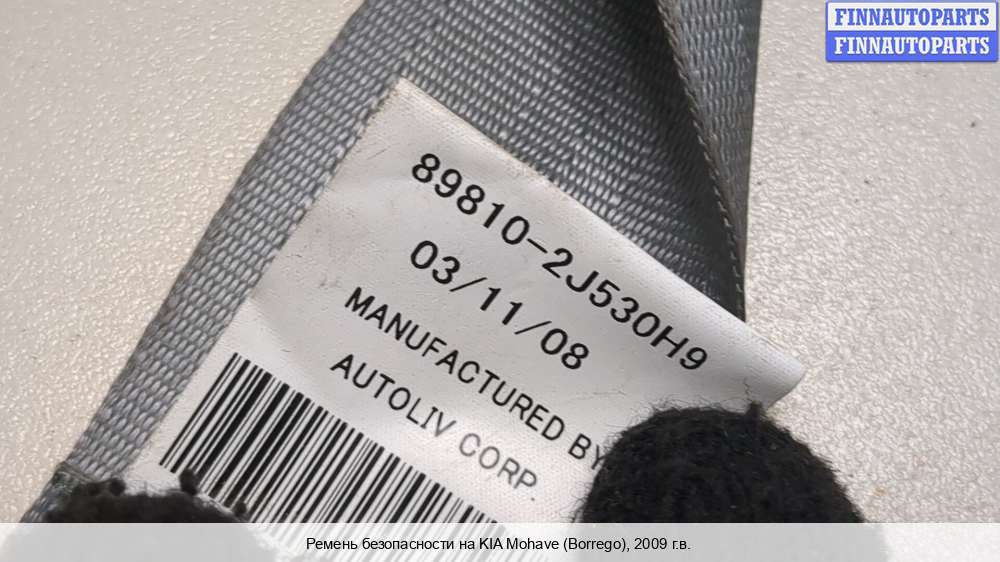 FINNAUTOPARTS
FINNAUTOPARTS
89810-2J530H9
03/11/08
MANUFACTURED BY
AUTOLIV CORP.
Ремень безопасности на KIA Mohave (Borrego), 2009 г.в.